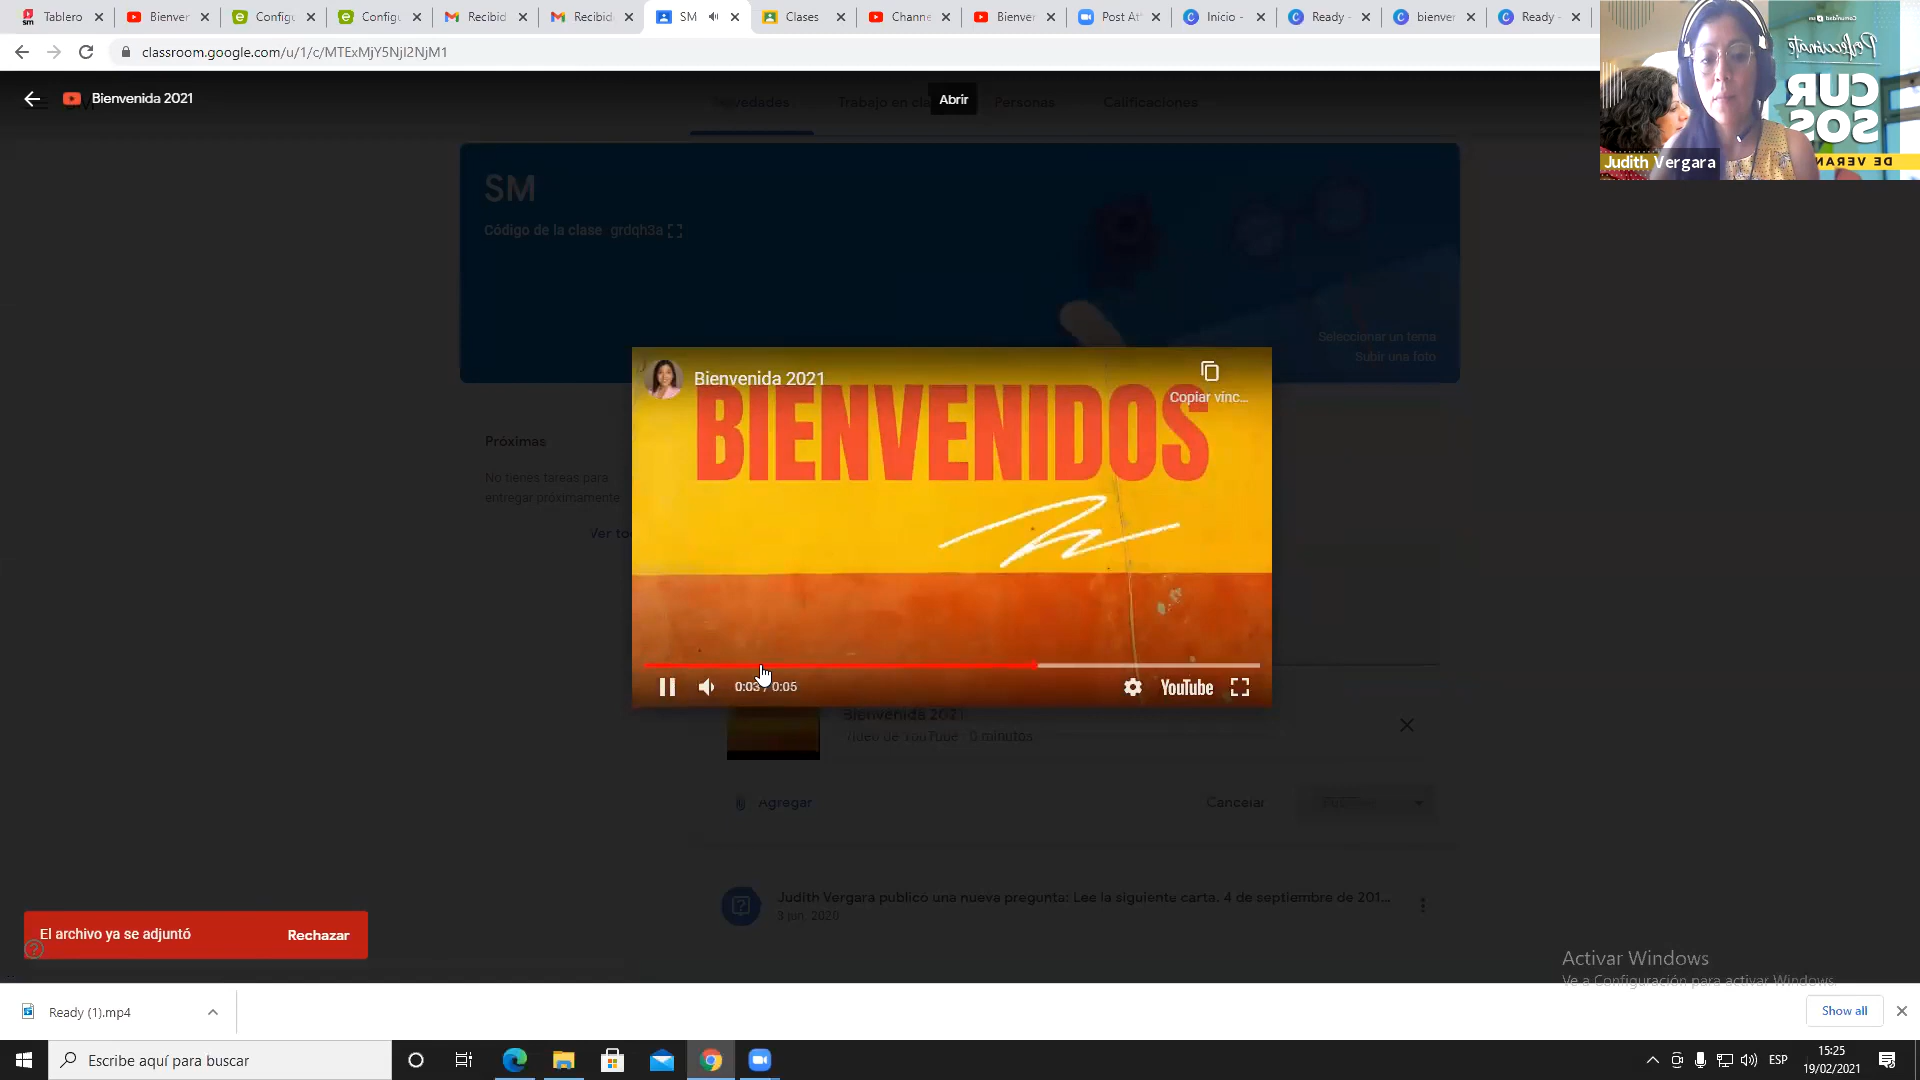 Tablero
Bienver
Configu
Configu
Recibid
Recibid
SM
Clases
Channe
Bienver
Post At
Inicio -
Ready -
bienver
Ready -
classroom.google.com/u/1/c/MTExMjY5NjI2NjM1
Bienvenida 2021
Novedades
Trabajo en cla
Abrir
Personas
Calificaciones
Perfecciónate
CUR
SOS
DE VERAN
Judith Vergara
SM
Código de la clase grdqh3a
Seleccionar un tema
Subir una foto
Bienvenida 2021
Copiar vínc...
BIENVENIDOS
Próximas
No tienes tareas para
entregar próximamente
Ver to
0:03 / 0:05
YouTube
Bienvenida 2021
Video de YouTube 0 minutos
Agregar
Cancelar
Judith Vergara publicó una nueva pregunta: Lee la siguiente carta. 4 de septiembre de 201...
3 jun. 2020
El archivo ya se adjuntó
Rechazar
Activar Windows
Ve a Configuración para activar Windows.
Ready (1).mp4
Show all
Escribe aquí para buscar
ESP
15:25
19/02/2021